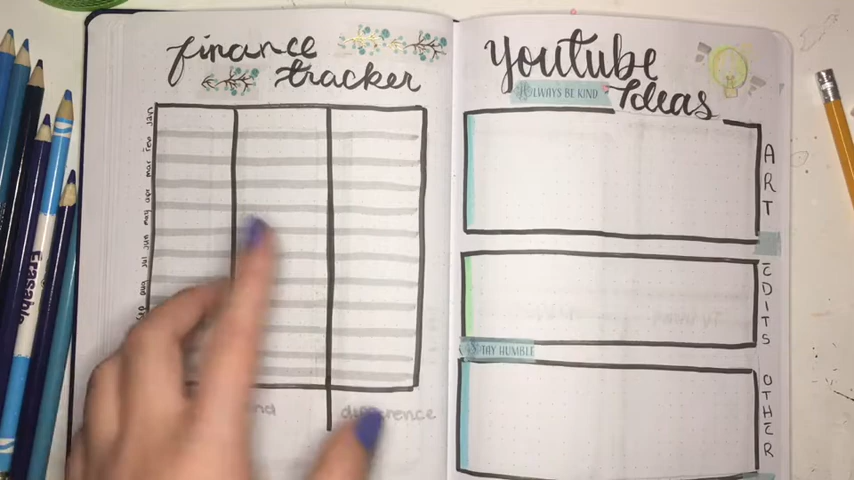 finance
tracker
jan
feb
mar
apr
may
jun
jul
difference
Erasable
Youtube
ALWAYS BE KIND
Ideas
ART
EDITS
STAY HUMBLE
OTHER